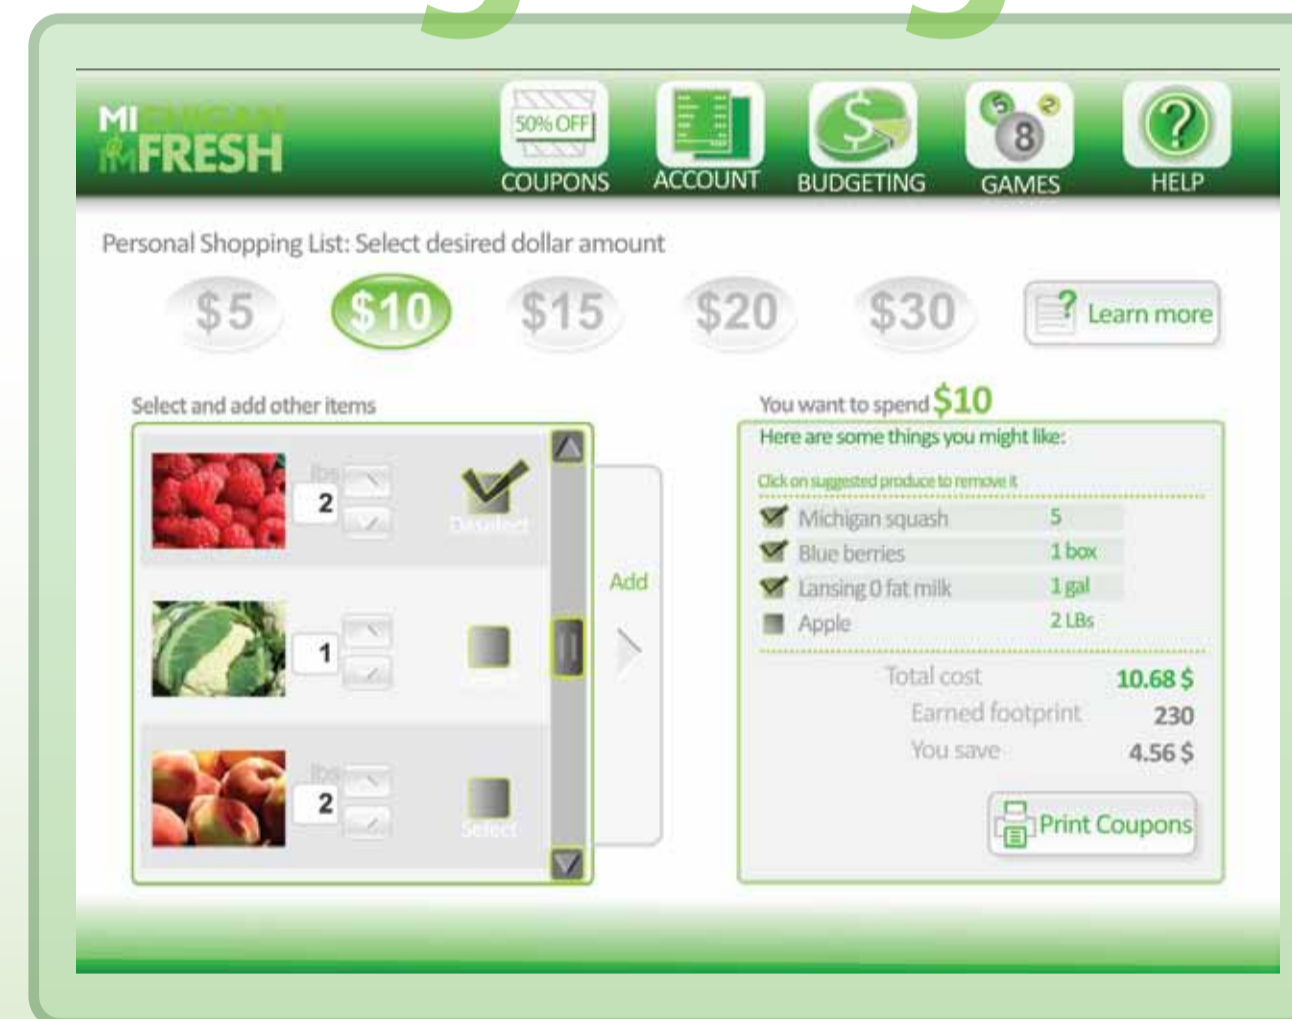 MICHIGAN
I'M FRESH
50% OFF
COUPONS
ACCOUNT
BUDGETING
5 2
8
GAMES
?
HELP
Personal Shopping List: Select desired dollar amount
$5 $10 $15 $20 $30
? Learn more
Select and add other items
lbs
2
Deselect
1
lbs
2
Select
Add
You want to spend $10
Here are some things you might like:
Click on suggested produce to remove it
Michigan squash 5
Blue berries 1 box
Lansing 0 fat milk 1 gal
Apple 2 LBs
Total cost 10.68 $
Earned footprint 230
You save 4.56 $
Print Coupons